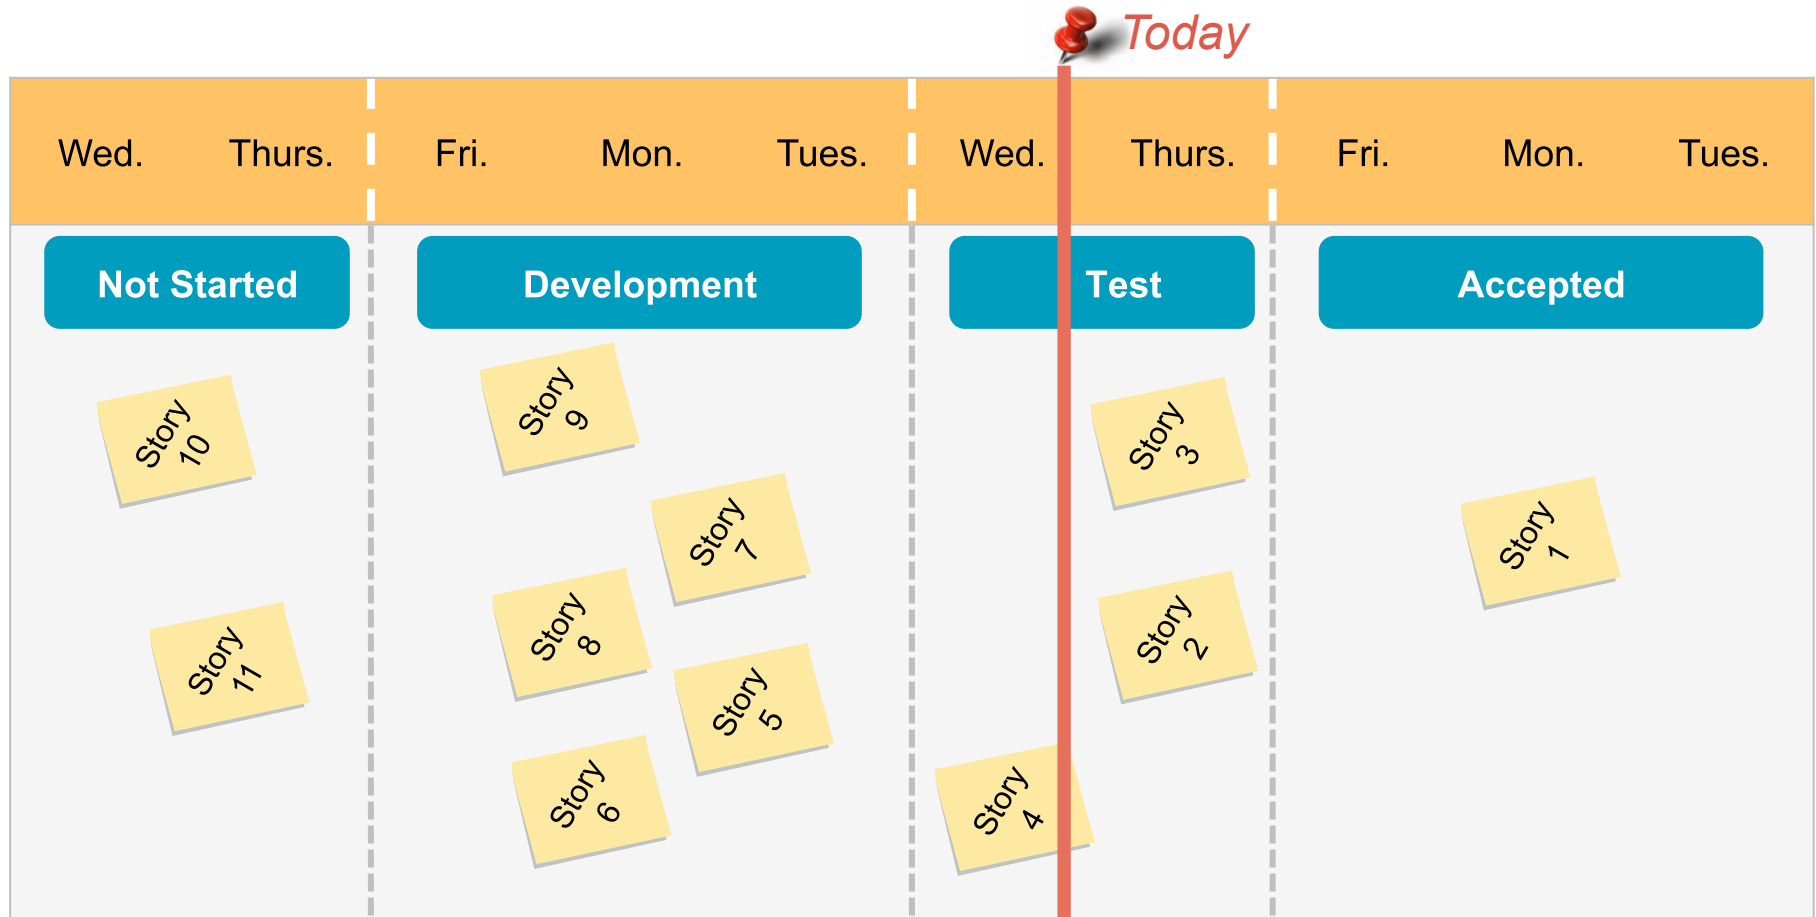 Today
Wed. Thurs. Fri. Mon. Tues. Wed. Thurs. Fri. Mon. Tues.
Not Started Development Test Accepted
Story
10
Story
11
Story
9
Story
7
Story
8
Story
5
Story
6
Story
3
Story
2
Story
4
Story
1